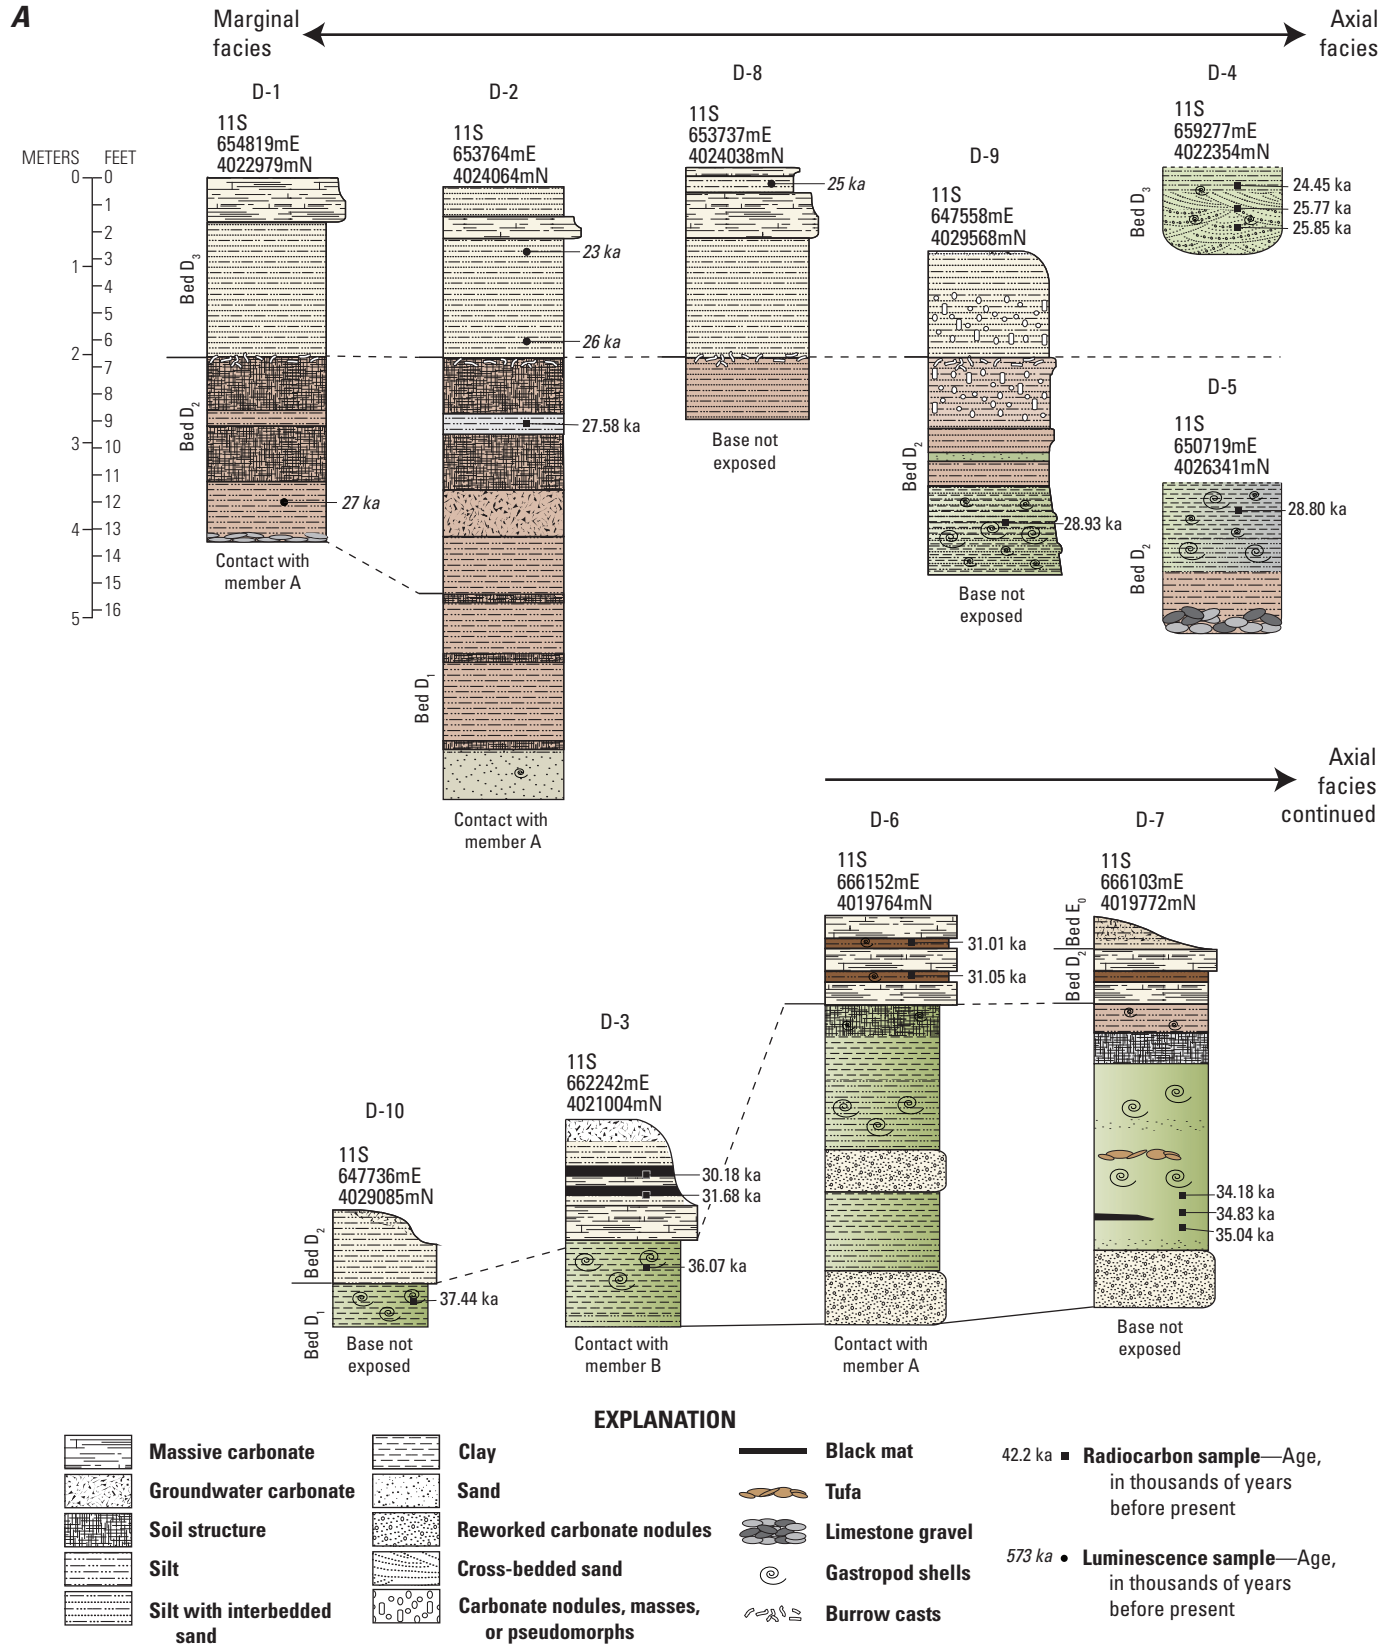 A
Marginal
facies
Axial
facies
D-1
D-2
D-8
D-9
D-4
11S
654819mE
4022979mN
11S
653764mE
4024064mN
11S
653737mE
4024038mN
11S
647558mE
4029568mN
11S
659277mE
4022354mN
METERS
FEET
0
1
2
3
4
5
0
1
2
3
4
5
6
7
8
9
10
11
12
13
14
15
16
Bed D3
Bed D2
27 ka
Contact with
member A
23 ka
26 ka
27.58 ka
Bed D1
Contact with
member A
25 ka
Base not
exposed
Bed D2
28.93 ka
Base not
exposed
Bed D3
24.45 ka
25.77 ka
25.85 ka
D-5
11S
650719mE
4026341mN
Bed D2
28.80 ka
Axial
facies
continued
D-10
11S
647736mE
4029085mN
Bed D2
Bed D1
37.44 ka
Base not
exposed
D-3
11S
662242mE
4021004mN
30.18 ka
31.68 ka
36.07 ka
Contact with
member B
D-6
11S
666152mE
4019764mN
31.01 ka
31.05 ka
Contact with
member A
D-7
11S
666103mE
4019772mN
Bed E0
Bed D2
34.18 ka
34.83 ka
35.04 ka
Base not
exposed
EXPLANATION
Massive carbonate
Groundwater carbonate
Soil structure
Silt
Silt with interbedded
sand
Clay
Sand
Reworked carbonate nodules
Cross-bedded sand
Carbonate nodules, masses,
or pseudomorphs
Black mat
Tufa
Limestone gravel
Gastropod shells
Burrow casts
42.2 ka Radiocarbon sample—Age,
in thousands of years
before present
573 ka Luminescence sample—Age,
in thousands of years
before present